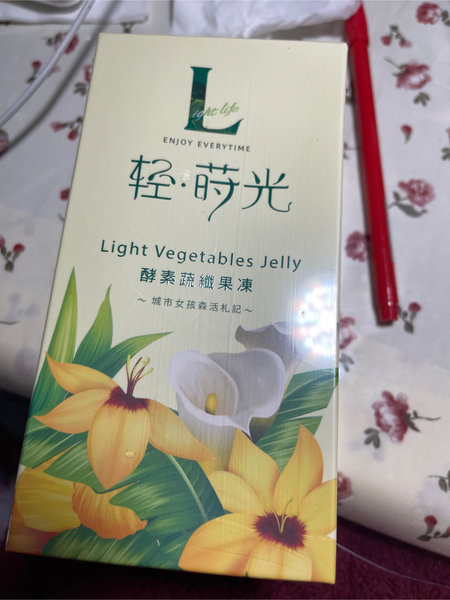 L
ight life
ENJOY EVERYTIME
轻·莳光
Light Vegetables Jelly
酵素蔬纖果凍
～城市女孩森活札記～